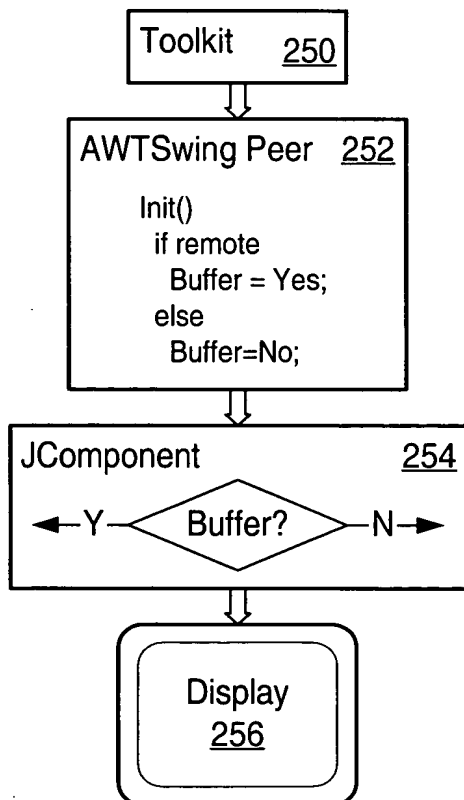 Toolkit 250
AWTSwing Peer 252
Init()
if remote
Buffer = Yes;
else
Buffer=No;
JComponent 254
Y Buffer? N
Display
256